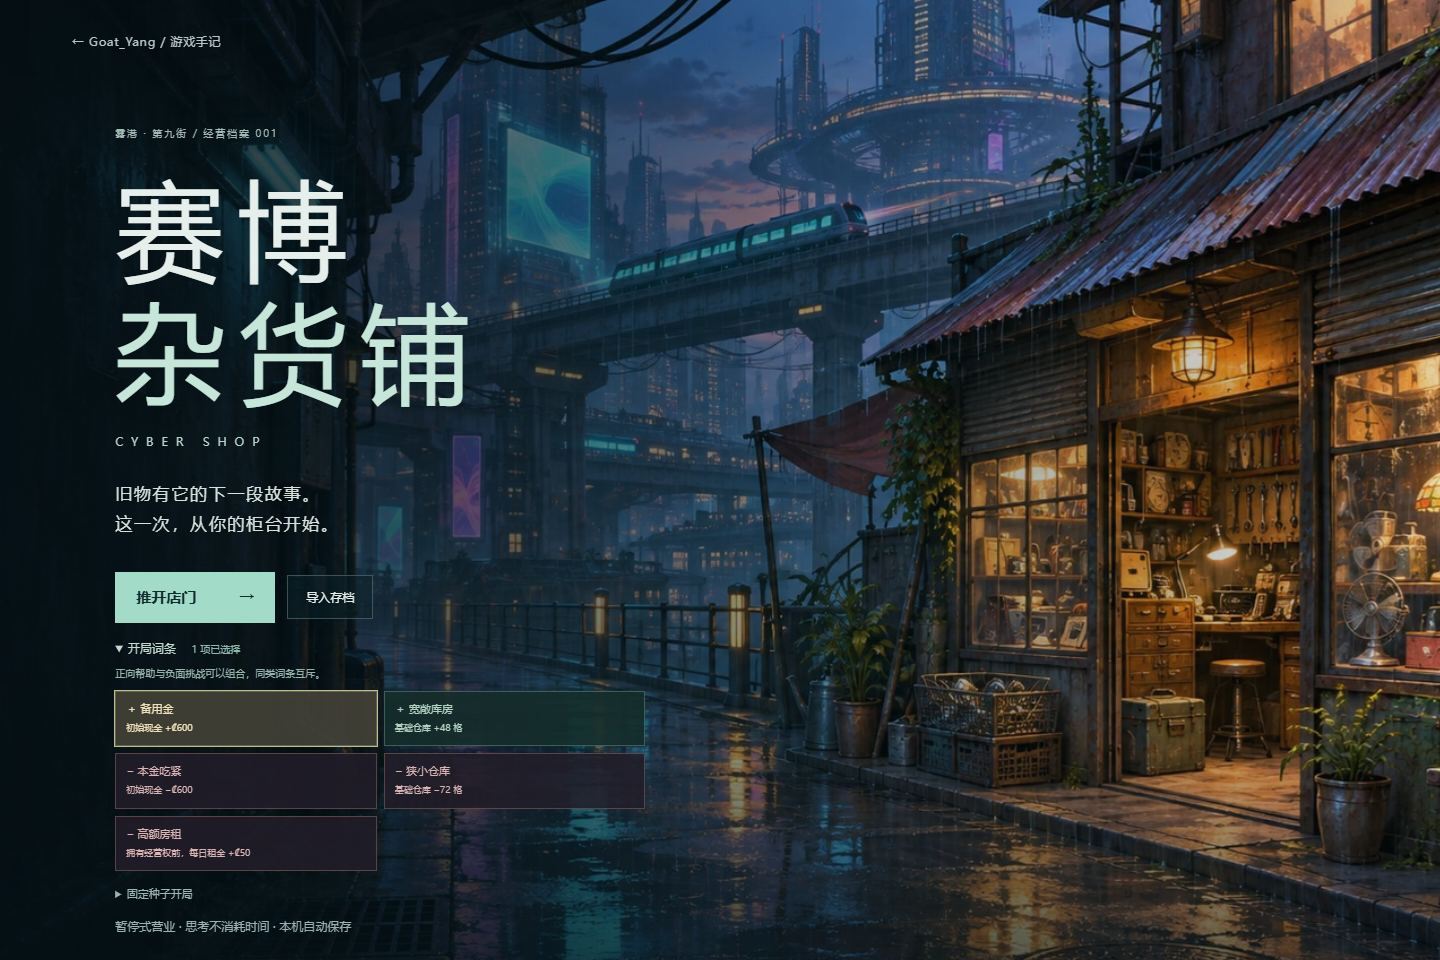 ← Goat_Yang / 游戏手记
雾港 · 第九街 / 经营档案 001
赛博
杂货铺
CYBER SHOP
旧物有它的下一段故事。
这一次，从你的柜台开始。
推开店门 →
导入存档
▼ 开局词条 1 项已选择
正向帮助与负面挑战可以组合，同类词条互斥。
+ 备用金
初始现金 +₡600
+ 宽敞库房
基础仓库 +48 格
− 本金吃紧
初始现金 −₡600
− 狭小仓库
基础仓库 −72 格
− 高额房租
拥有经营权前，每日租金 +₡50
▶ 固定种子开局
暂停式营业 · 思考不消耗时间 · 本机自动保存